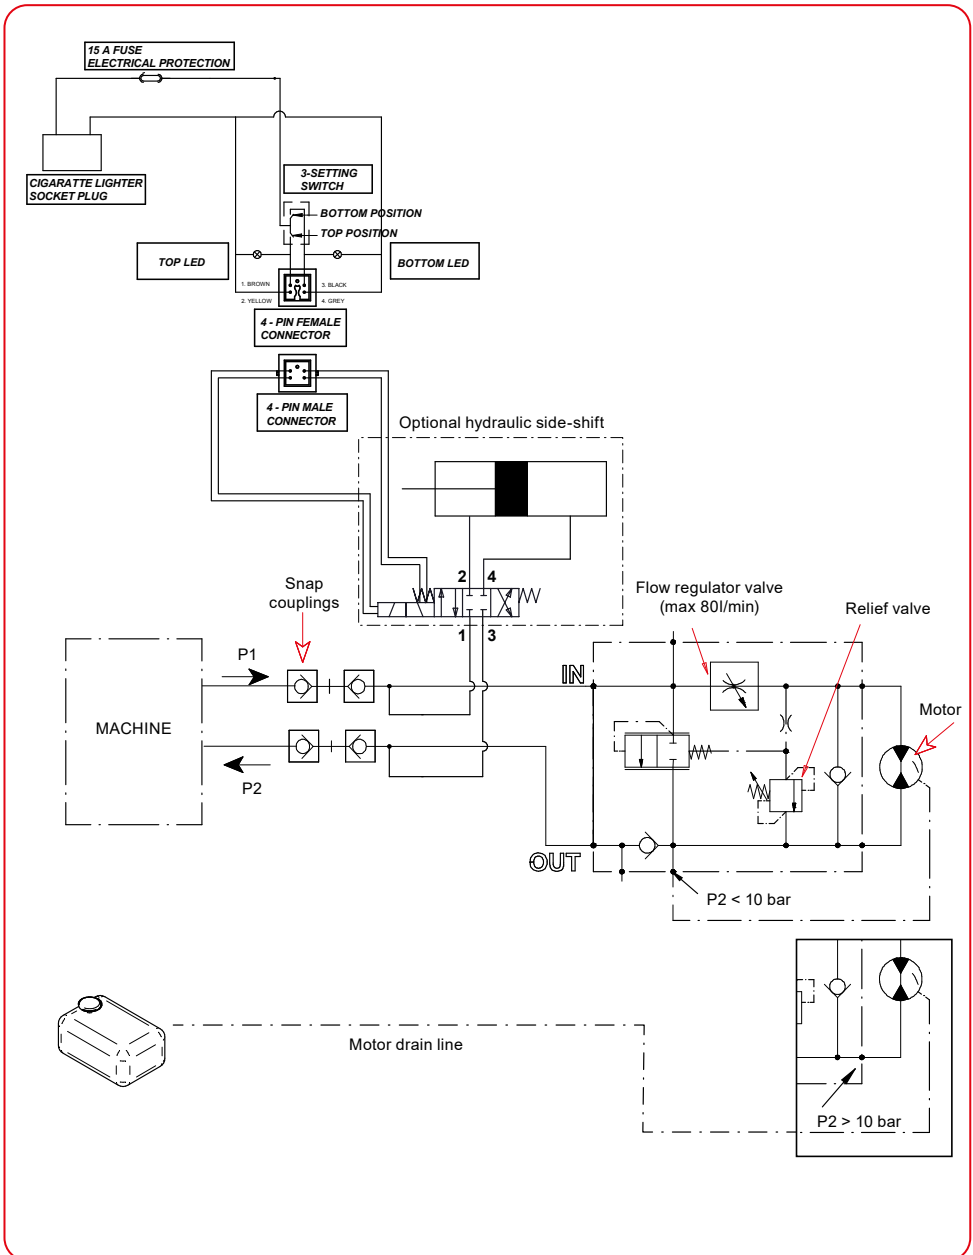 15 A FUSE
ELECTRICAL PROTECTION
CIGARATTE LIGHTER
SOCKET PLUG
3-SETTING
SWITCH
BOTTOM POSITION
TOP POSITION
TOP LED
BOTTOM LED
1. BROWN
3. BLACK
2. YELLOW
4. GREY
4 - PIN FEMALE
CONNECTOR
4 - PIN MALE
CONNECTOR
Optional hydraulic side-shift
2 4
1 3
Snap
couplings
Flow regulator valve
(max 80l/min)
Relief valve
P1
IN
MACHINE
Motor
P2
OUT
P2 < 10 bar
Motor drain line
P2 > 10 bar